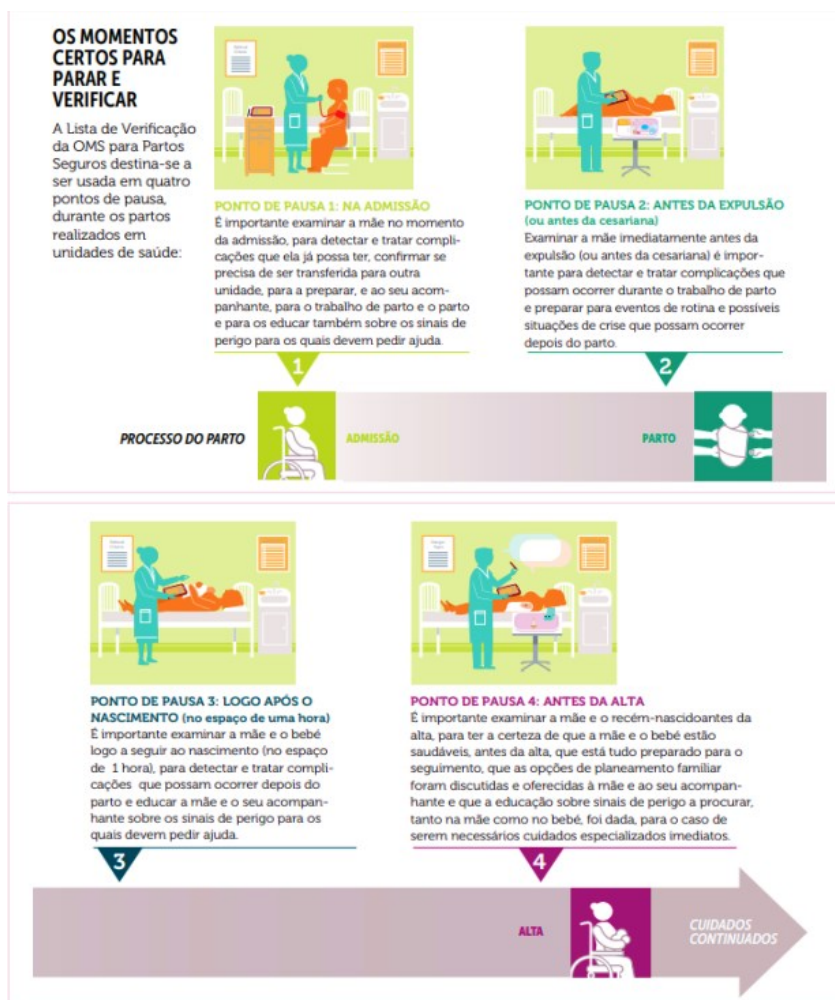 OS MOMENTOS
CERTOS PARA
PARAR E
VERIFICAR
A Lista de Verificação
da OMS para Partos
Seguros destina-se a
ser usada em quatro
pontos de pausa,
durante os partos
realizados em
unidades de saúde:
PONTO DE PAUSA 1: NA ADMISSÃO
É importante examinar a mãe no momento
da admissão, para detectar e tratar compli-
cações que ela já possa ter, confirmar se
precisa de ser transferida para outra
unidade, para a preparar, e ao seu acom-
panhante, para o trabalho de parto e o parto
e para os educar também sobre os sinais de
perigo para os quais devem pedir ajuda.
1
PONTO DE PAUSA 2: ANTES DA EXPULSÃO
(ou antes da cesariana)
Examinar a mãe imediatamente antes da
expulsão (ou antes da cesariana) é impor-
tante para detectar e tratar complicações que
possam ocorrer durante o trabalho de parto
e preparar para eventos de rotina e possíveis
situações de crise que possam ocorrer
depois do parto.
2
PROCESSO DO PARTO
ADMISSÃO
PARTO
PONTO DE PAUSA 3: LOGO APÓS O
NASCIMENTO (no espaço de uma hora)
É importante examinar a mãe e o bebé
logo a seguir ao nascimento (no espaço
de 1 hora), para detectar e tratar compli-
cações que possam ocorrer depois do
parto e educar a mãe e o seu acompan-
hante sobre os sinais de perigo para os
quais devem pedir ajuda.
3
PONTO DE PAUSA 4: ANTES DA ALTA
É importante examinar a mãe e o recém-nascidoantes da
alta, para ter a certeza de que a mãe e o bebé estão
saudáveis, antes da alta, que está tudo preparado para o
seguimento, que as opções de planeamento familiar
foram discutidas e oferecidas à mãe e ao seu acompan-
hante e que a educação sobre sinais de perigo a procurar,
tanto na mãe como no bebé, foi dada, para o caso de
serem necessários cuidados especializados imediatos.
4
ALTA
CUIDADOS
CONTINUADOS